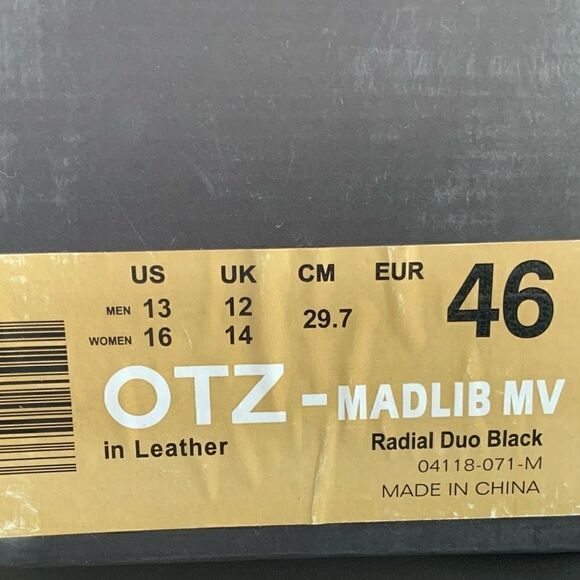 US UK CM EUR 46
MEN 13 12 29.7
WOMEN 16 14
OTZ - MADLIB MV
in Leather Radial Duo Black
04118-071-M
MADE IN CHINA